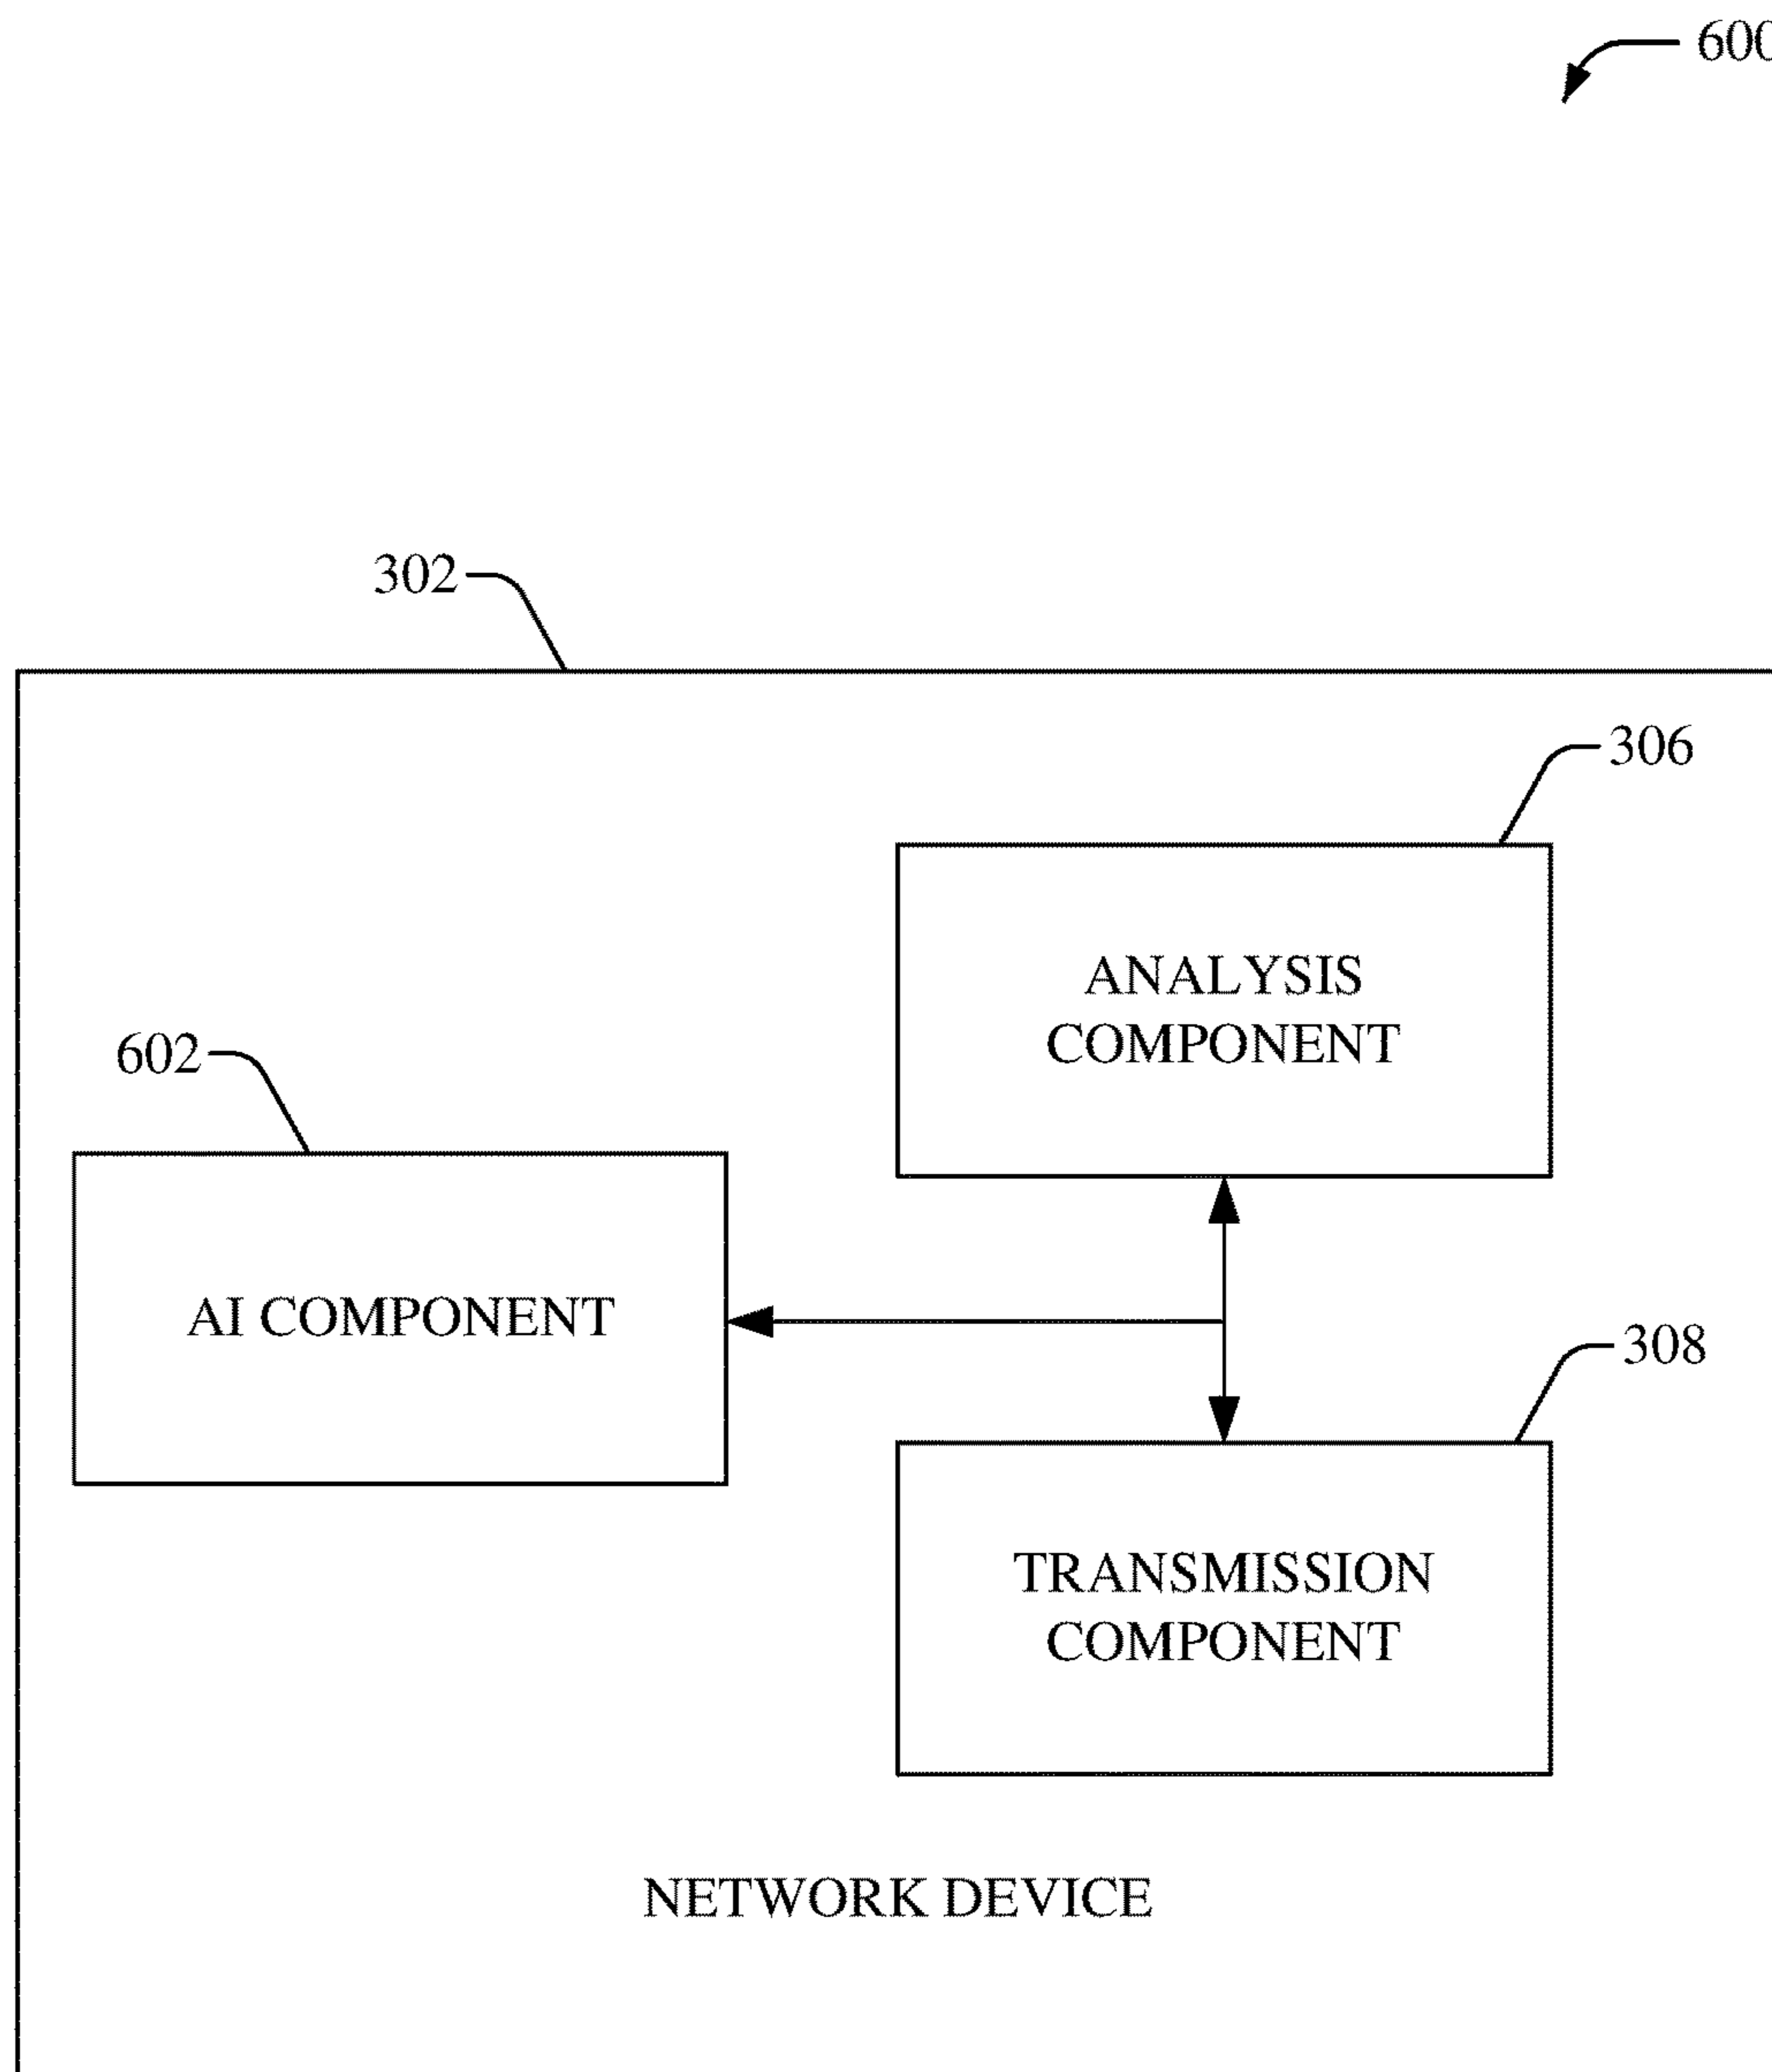 600
302
306
ANALYSIS
COMPONENT
602
AI COMPONENT
308
TRANSMISSION
COMPONENT
NETWORK DEVICE